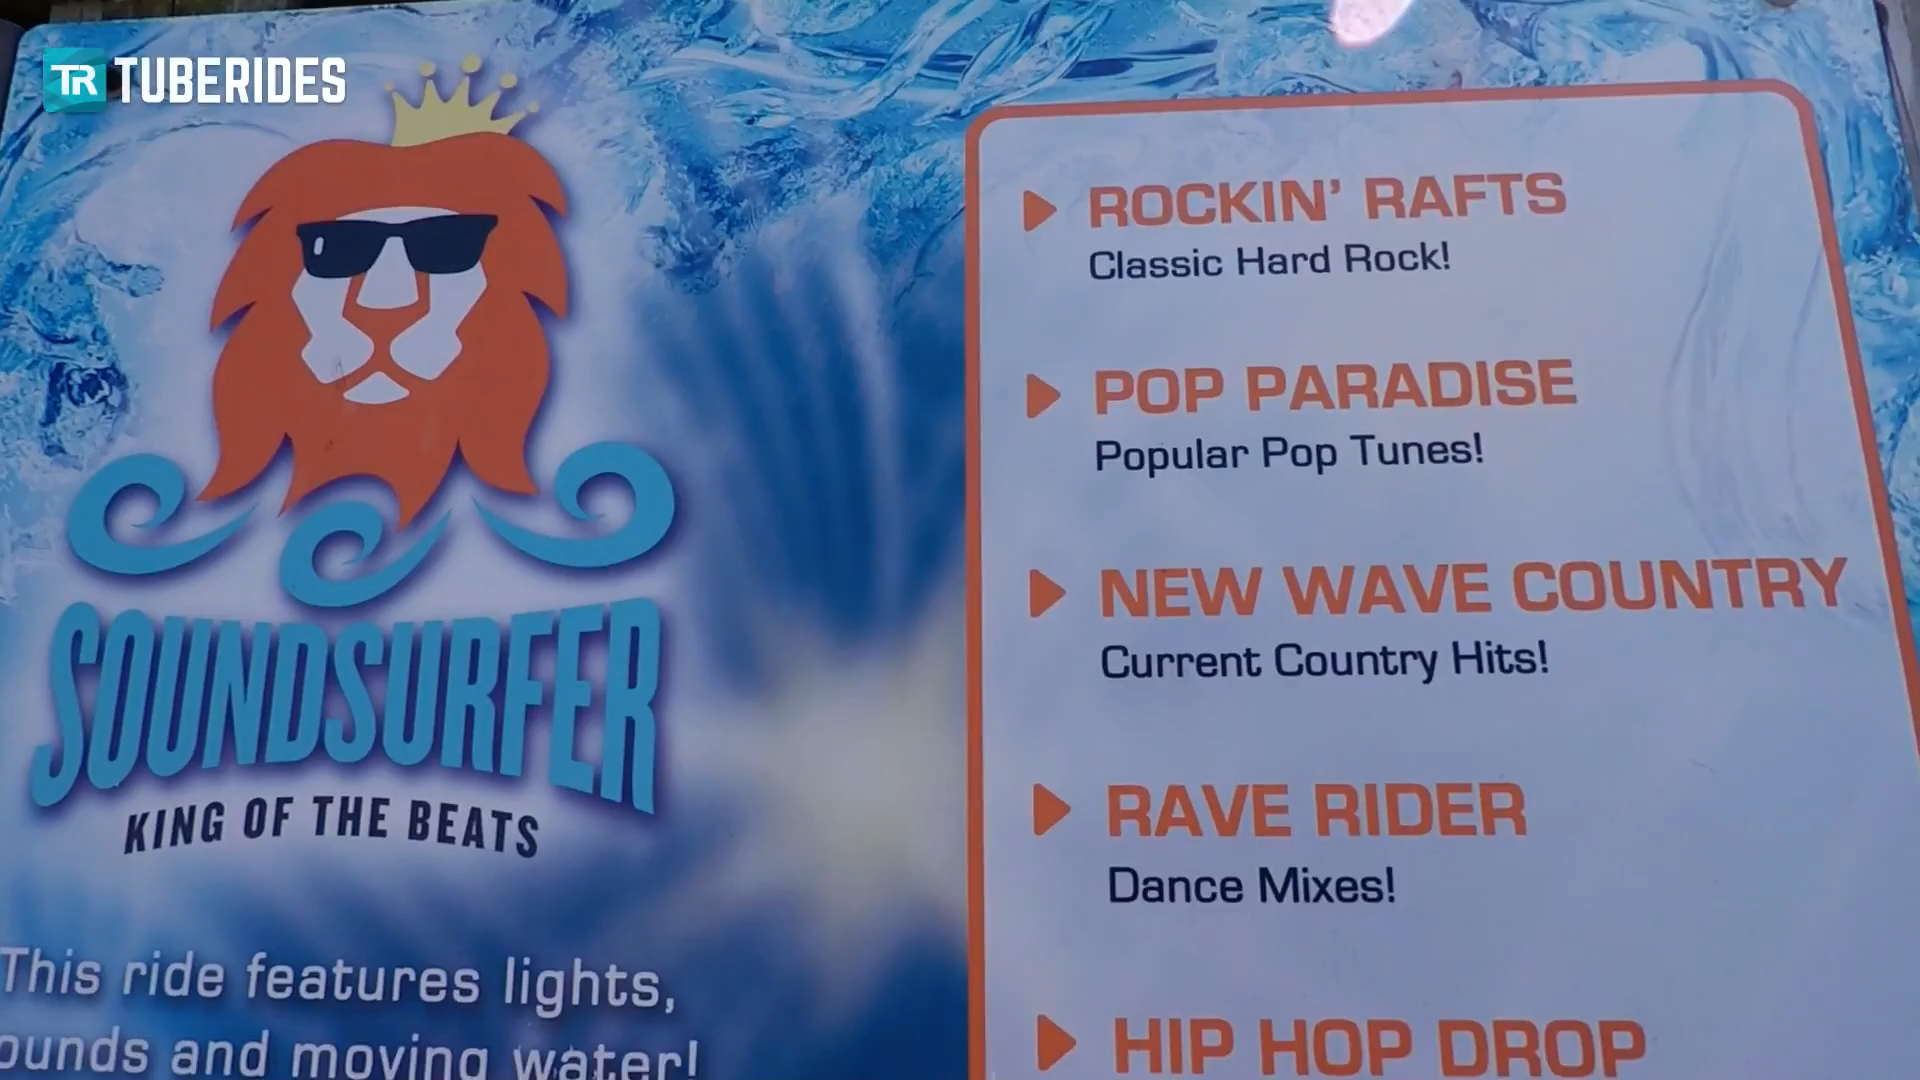 TR TUBERIDES
SOUNDSURFER
KING OF THE BEATS
This ride features lights,
ounds and moving water!
ROCKIN' RAFTS
Classic Hard Rock!
POP PARADISE
Popular Pop Tunes!
NEW WAVE COUNTRY
Current Country Hits!
RAVE RIDER
Dance Mixes!
HIP HOP DROP